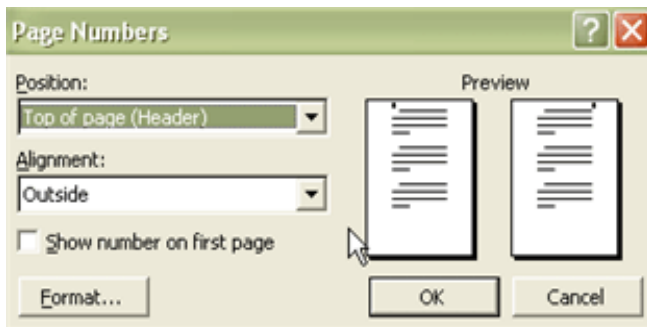 Page Numbers
Position:
Preview
Top of page (Header)
Alignment:
Outside
Show number on first page
Format...
OK
Cancel